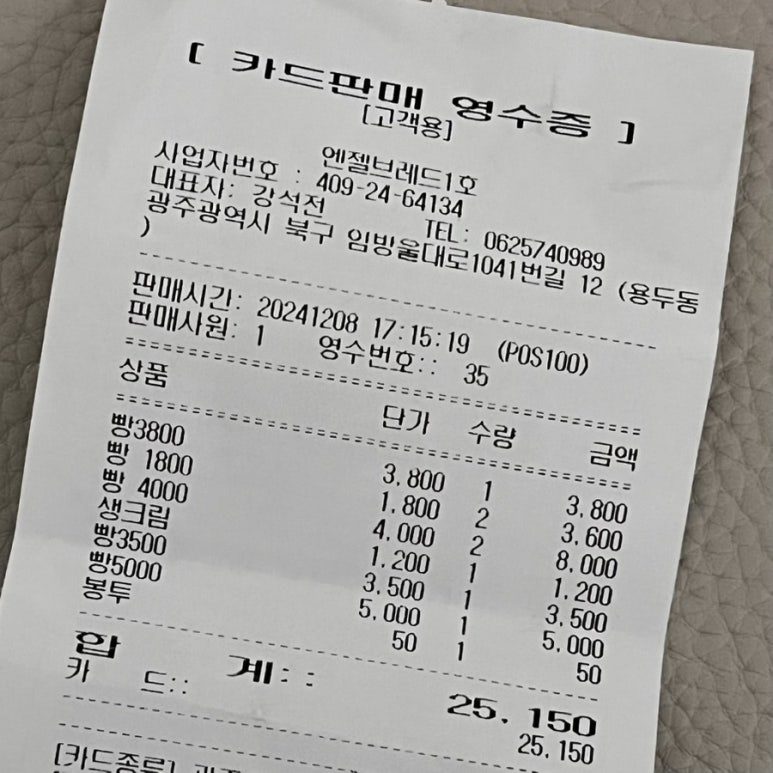 [ 카드판매 영수증 ]
[고객용]
엔젤브레드1호
사업자번호 : 409-24-64134
대표자: 강석전 TEL: 0625740989
광주광역시 북구 임방울대로1041번길 12 (용두동
)
판매시간: 20241208 17:15:19 (POS100)
판매사원: 1 영수번호:: 35
상품 단가 수량 금액
빵3800 3,800 1 3,800
빵 1800 1,800 2 3,600
빵 4000 4,000 2 8,000
생크림 1,200 1 1,200
빵3500 3,500 1 3,500
빵5000 5,000 1 5,000
봉투 50 1 50
합 계:: 25,150
카 드:: 25,150
[카드종류]